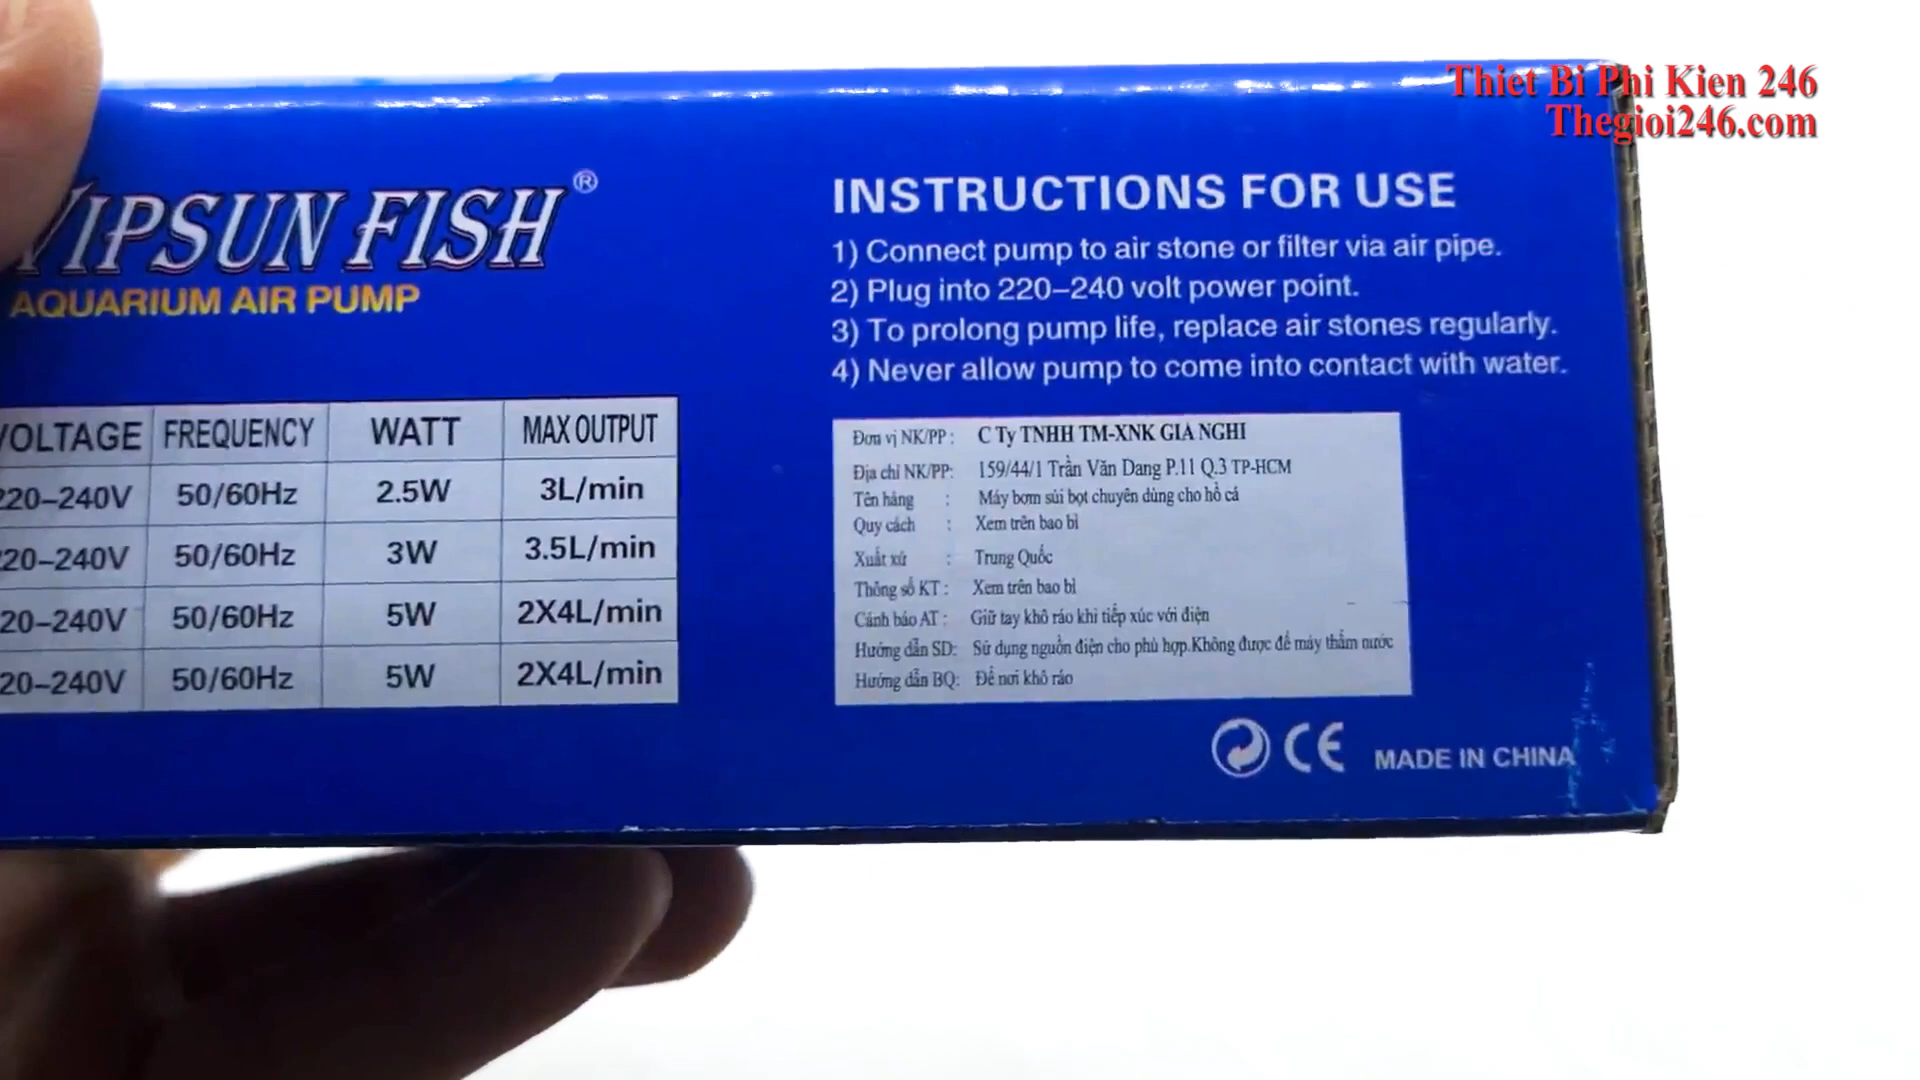 Thiet Bi Phi Kien 246
Thegioi246.com
YIPSUN FISH®
AQUARIUM AIR PUMP
VOLTAGE FREQUENCY WATT MAX OUTPUT
220–240V 50/60Hz 2.5W 3L/min
220–240V 50/60Hz 3W 3.5L/min
20–240V 50/60Hz 5W 2X4L/min
20–240V 50/60Hz 5W 2X4L/min
INSTRUCTIONS FOR USE
1) Connect pump to air stone or filter via air pipe.
2) Plug into 220–240 volt power point.
3) To prolong pump life, replace air stones regularly.
4) Never allow pump to come into contact with water.
Đơn vị NK/PP: C Ty TNHH TM-XNK GIA NGHI
Địa chỉ NK/PP: 159/44/1 Trần Văn Dang P.11 Q.3 TP-HCM
Tên hàng : Máy bơm sủi bọt chuyên dùng cho hồ cá
Quy cách : Xem trên bao bì
Xuất xứ : Trung Quốc
Thông số KT : Xem trên bao bì
Cảnh báo AT : Giữ tay khô ráo khi tiếp xúc với điện
Hướng dẫn SD: Sử dụng nguồn điện cho phù hợp.Không được để máy thấm nước
Hướng dẫn BQ: Để nơi khô ráo
CE MADE IN CHINA